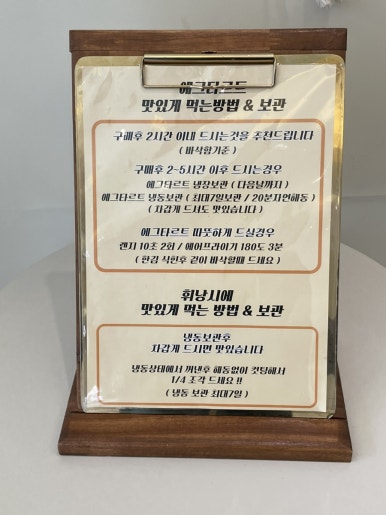 에그타르트
맛있게 먹는방법 & 보관
구매후 2시간 이내 드시는것을 추천드립니다
( 바삭함기준 )
구매후 2~5시간 이후 드시는경우
에그타르트 냉장보관 ( 다음날까지 )
에그타르트 냉동보관 ( 최대7일보관 / 20분자연해동 )
( 차갑게 드셔도 맛있습니다 )
에그타르트 따뜻하게 드실경우
렌지 10초 2회 / 에어프라이기 180도 3분
( 한김 식힌후 겉이 바삭할때 드세요 )
휘낭시에
맛있게 먹는 방법 & 보관
냉동보관후
차갑게 드시면 맛있습니다
냉동상태에서 꺼낸후 해동없이 컷팅해서
1/4 조각 드세요 !!
( 냉동 보관 최대7일 )